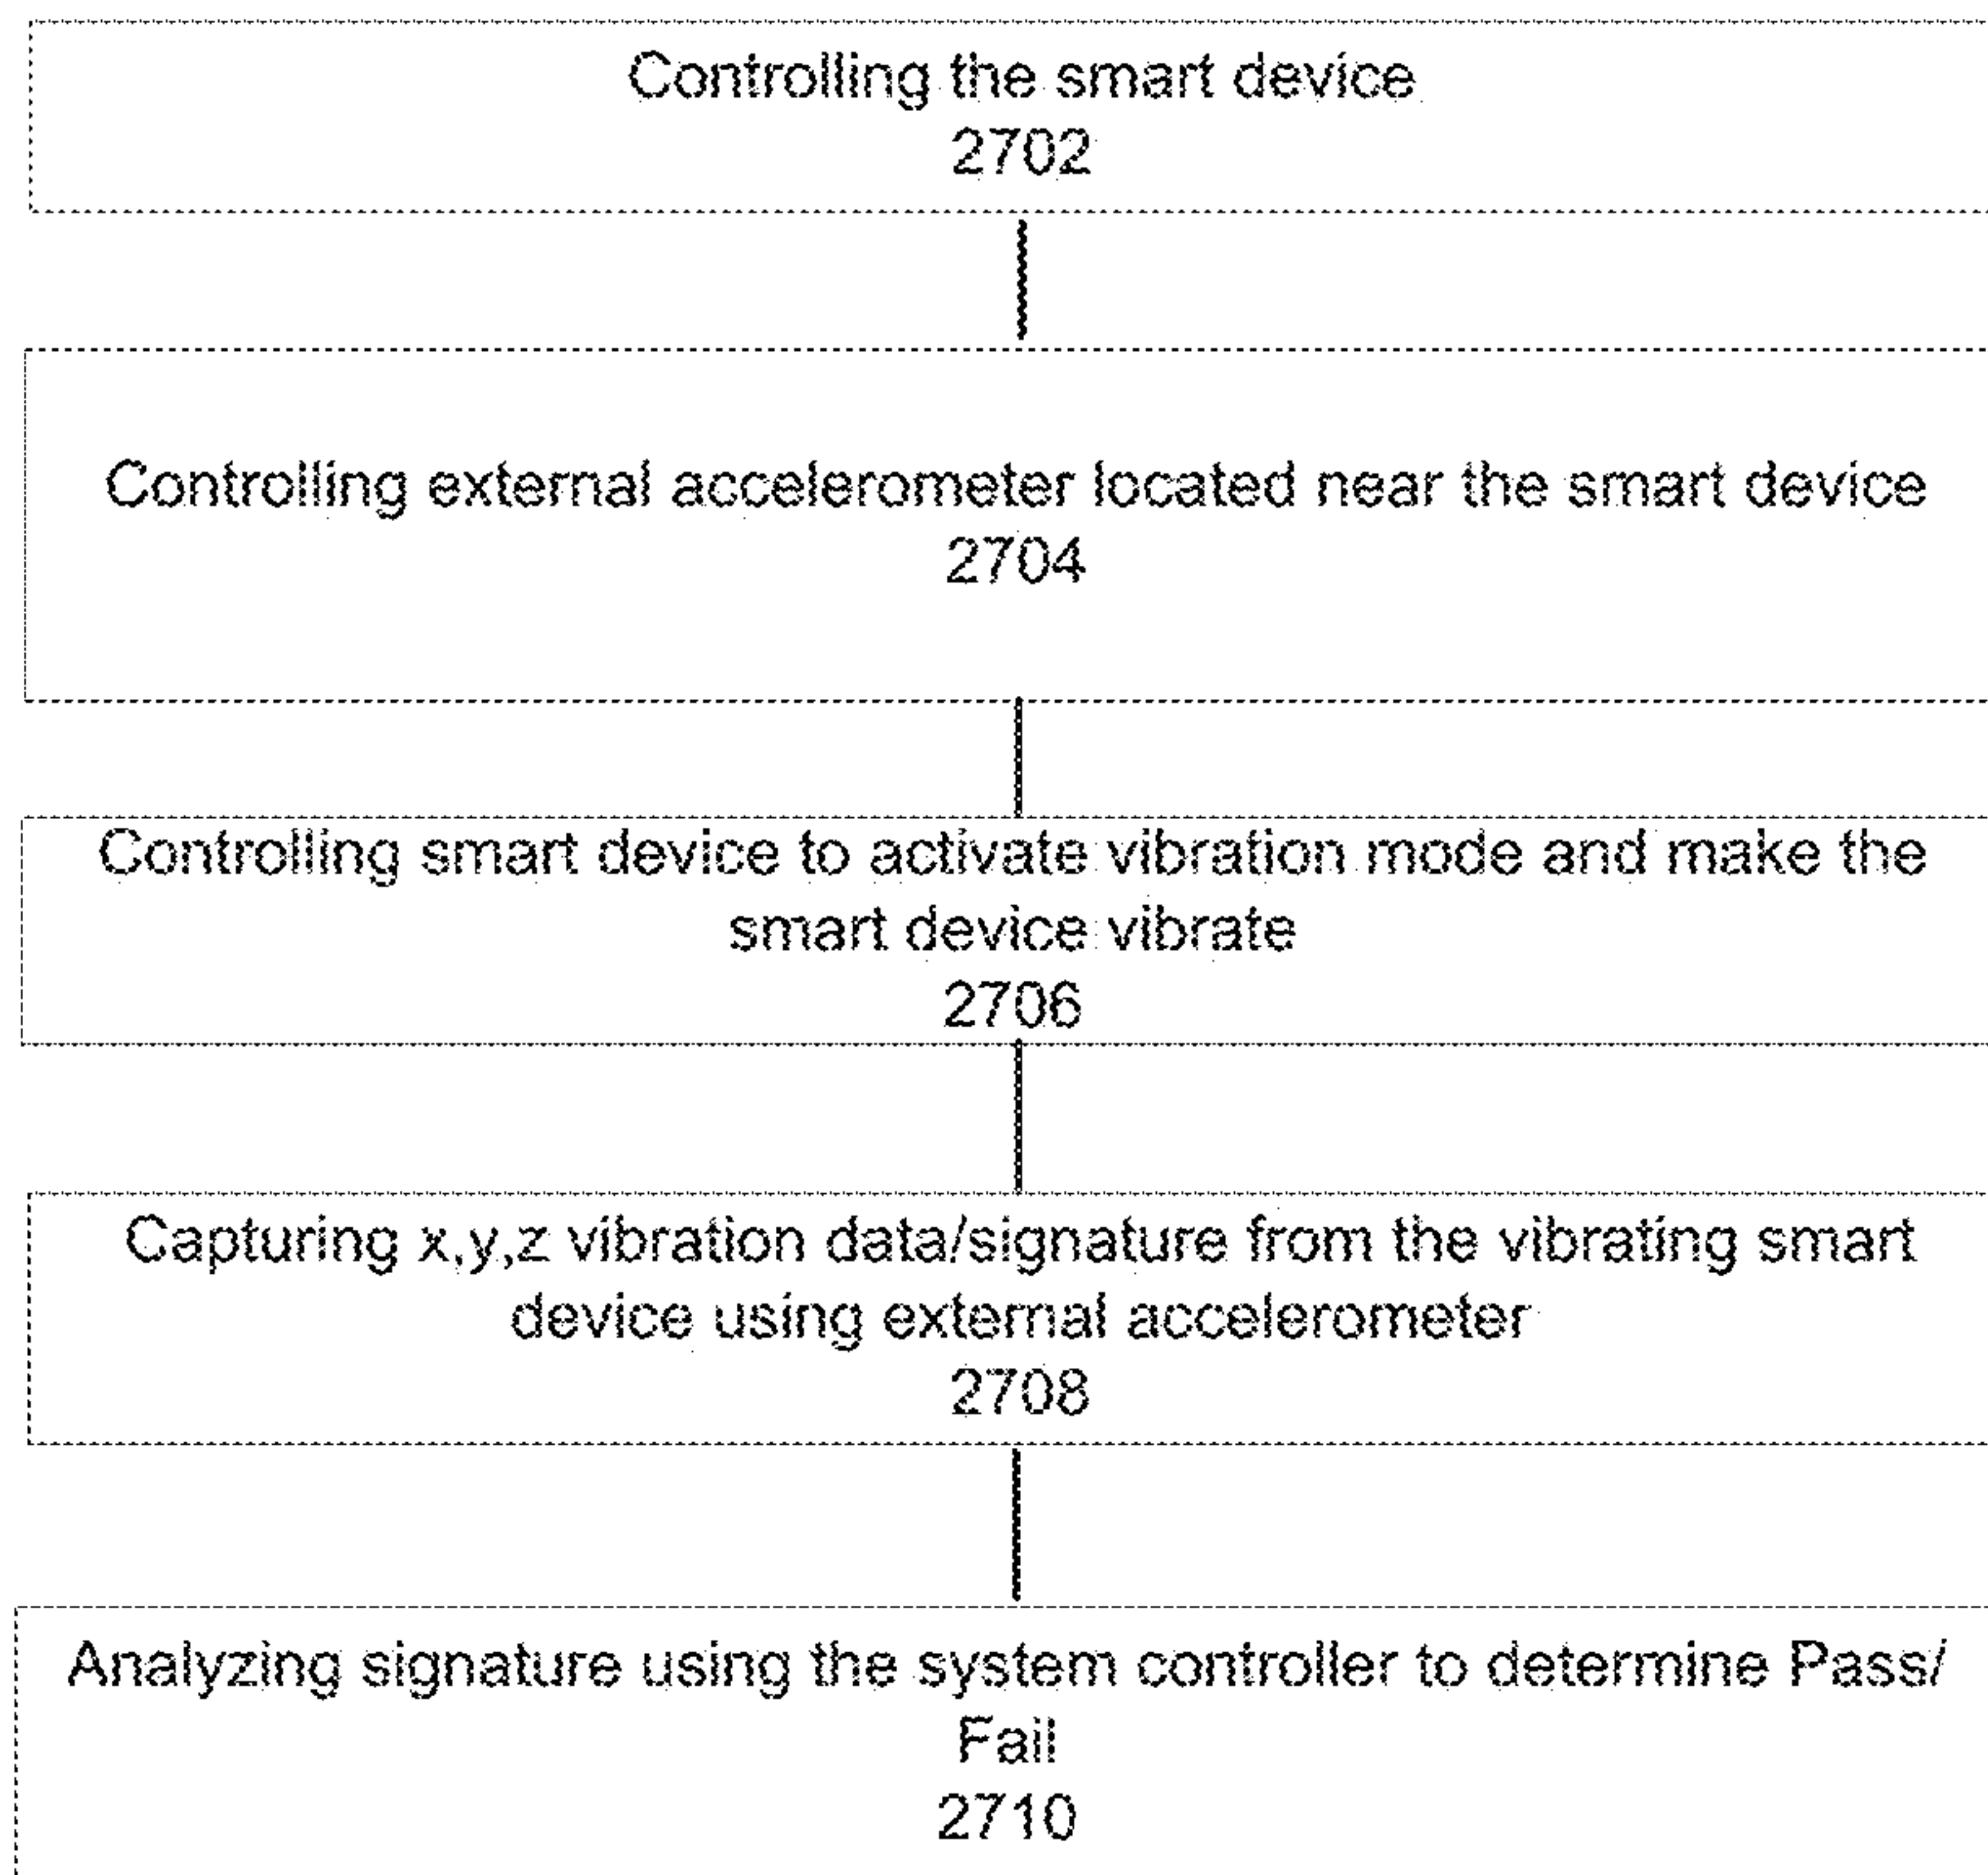 Controlling the smart device
2702
Controlling external accelerometer located near the smart device
2704
Controlling smart device to activate vibration mode and make the
smart device vibrate
2706
Capturing x,y,z vibration data/signature from the vibrating smart
device using external accelerometer
2708
Analyzing signature using the system controller to determine Pass/
Fail
2710